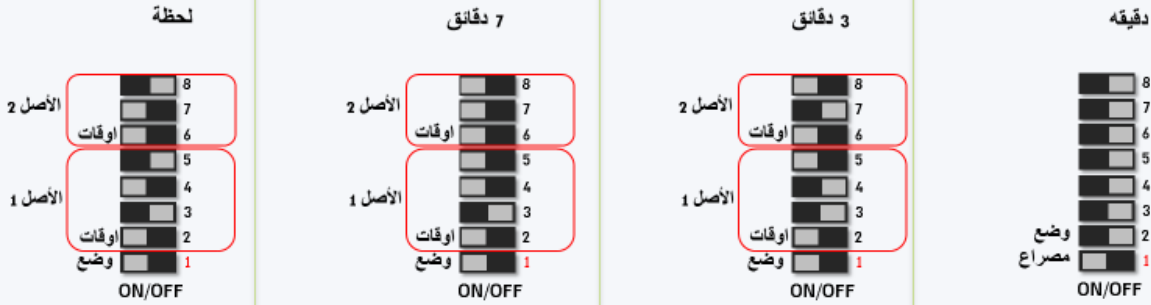 دقيقه
8
7
6
5
4
3
وضع 2
مصراع 1
ON/OFF
3 دقائق
8
الأصل 2 7
اوقات 6
5
4
الأصل 1 3
اوقات 2
وضع 1
ON/OFF
7 دقائق
8
الأصل 2 7
اوقات 6
5
4
الأصل 1 3
اوقات 2
وضع 1
ON/OFF
لحظة
8
الأصل 2 7
اوقات 6
5
4
الأصل 1 3
اوقات 2
وضع 1
ON/OFF